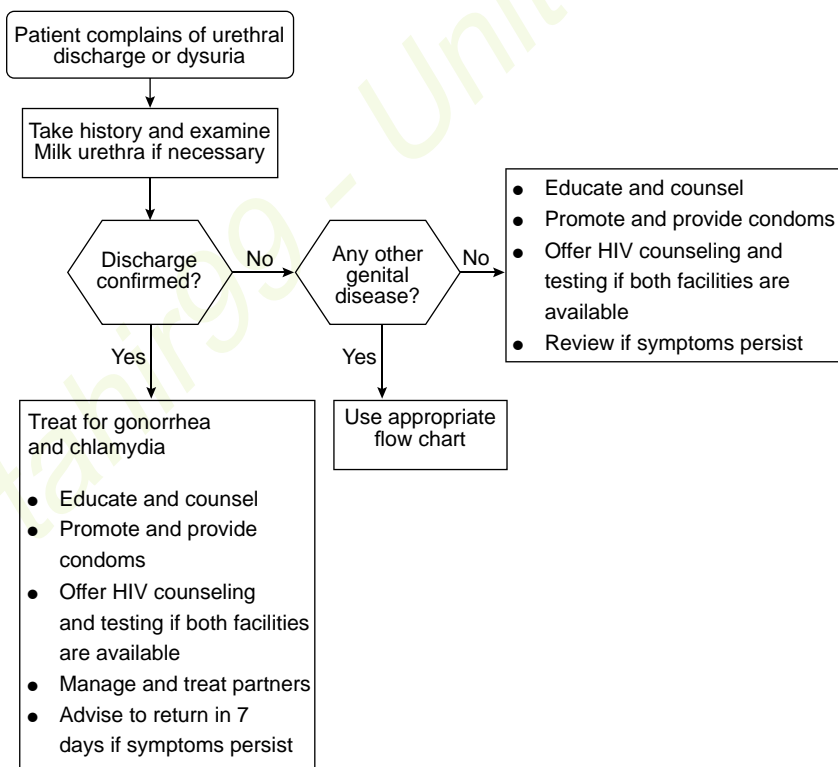 Patient complains of urethral
discharge or dysuria
Take history and examine
Milk urethra if necessary
Discharge
confirmed?
No
Any other
genital
disease?
No
● Educate and counsel
● Promote and provide condoms
● Offer HIV counseling and
testing if both facilities are
available
● Review if symptoms persist
Yes
Yes
Treat for gonorrhea
and chlamydia
● Educate and counsel
● Promote and provide
condoms
● Offer HIV counseling
and testing if both facilities
are available
● Manage and treat partners
● Advise to return in 7
days if symptoms persist
Use appropriate
flow chart
tahir99 - Unit